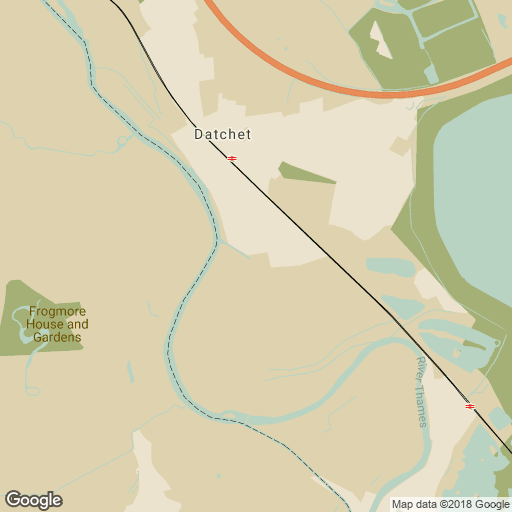 Datchet
Frogmore
House and
Gardens
River Thames
Google
Map data ©2018 Google